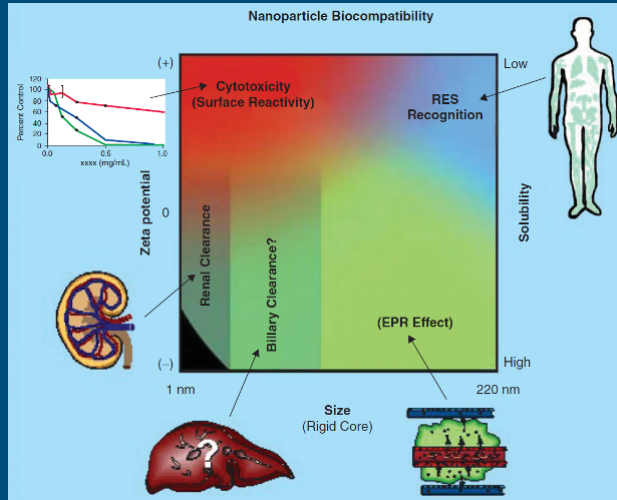 Nanoparticle Biocompatibility
(+)
Low
120
100
80
60
40
20
0
Percent Control
0.0
0.5
1.0
xxxx (mg/mL)
Cytotoxicity
(Surface Reactivity)
RES
Recognition
Zeta potential
0
Solubility
Renal Clearance
Billary Clearance?
(EPR Effect)
(–)
High
1 nm
220 nm
Size
(Rigid Core)
?